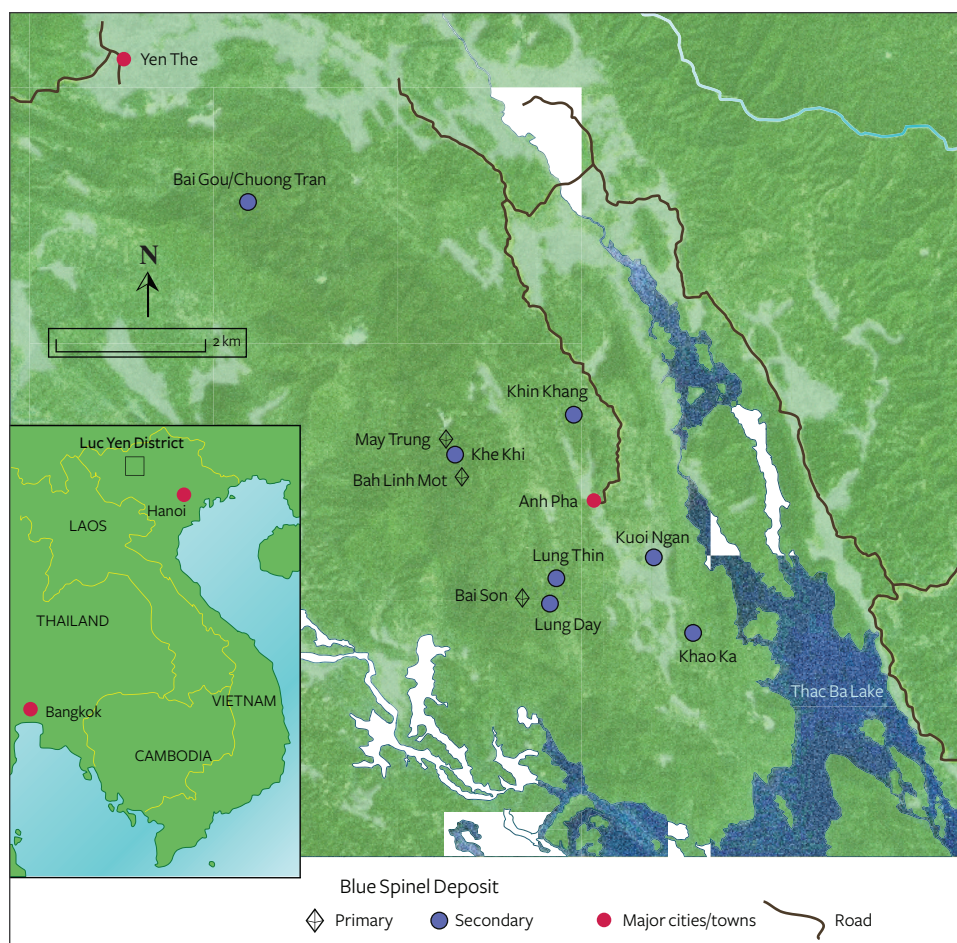 Yen The
Bai Gou/Chuong Tran
N
2 km
Khin Khang
May Trung
Khe Khi
Bah Linh Mot
Anh Pha
Kuoi Ngan
Lung Thin
Bai Son
Lung Day
Khao Ka
Thac Ba Lake
Luc Yen District
Hanoi
LAOS
THAILAND
VIETNAM
Bangkok
CAMBODIA
Blue Spinel Deposit
Primary
Secondary
Major cities/towns
Road